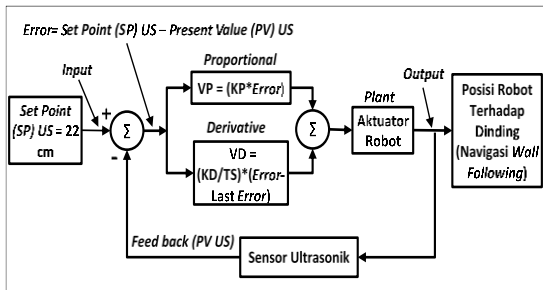 Error= Set Point (SP) US – Present Value (PV) US
Input
Set Point
(SP) US = 22
cm
+
Σ
-
Proportional
VP = (KP*Error)
Derivative
VD =
(KD/TS)*(Error-
Last Error)
Σ
Plant
Aktuator
Robot
Output
Posisi Robot
Terhadap
Dinding
(Navigasi Wall
Following)
Feed back (PV US)
Sensor Ultrasonik